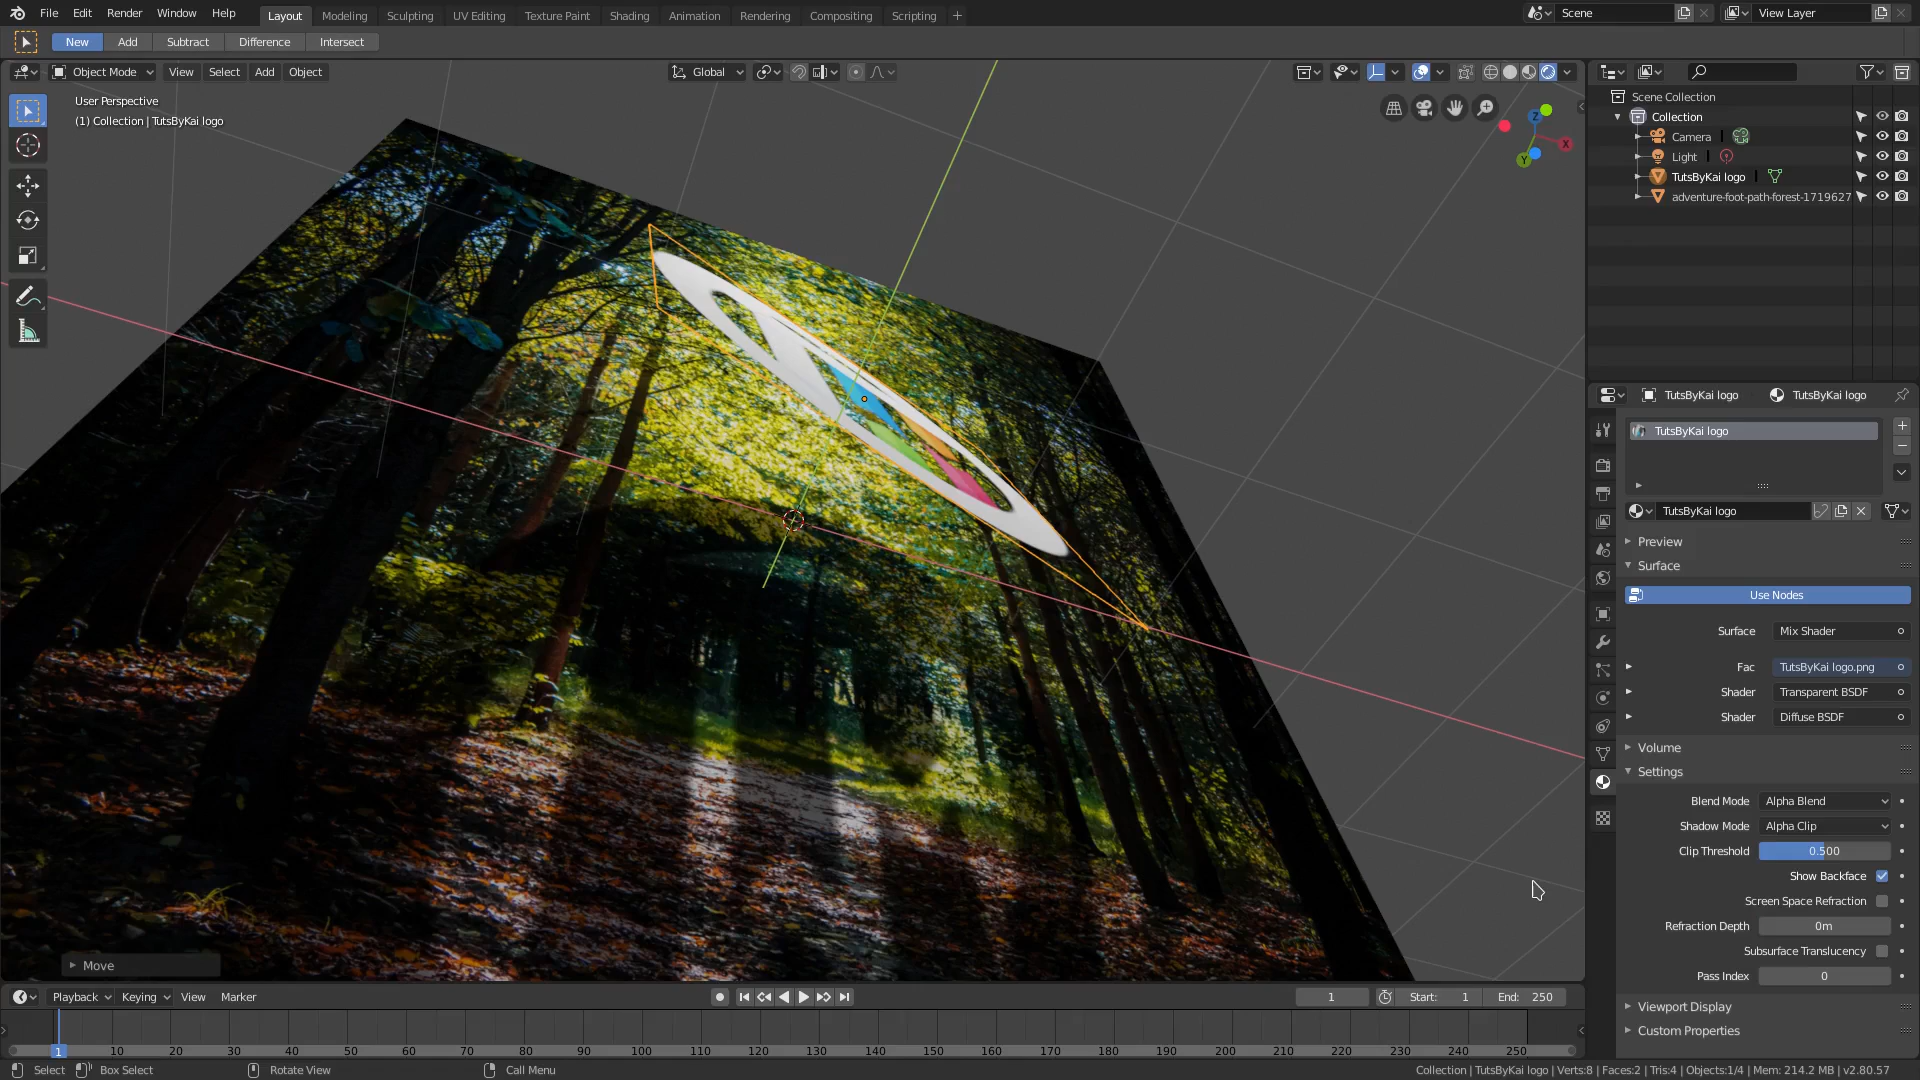 File Edit Render Window Help Layout Modeling Sculpting UV Editing Texture Paint Shading Animation Rendering Compositing Scripting + Scene View Layer
New Add Subtract Difference Intersect
Object Mode View Select Add Object Global
User Perspective
(1) Collection | TutsByKai logo
Z
X
Y
Scene Collection
Collection
Camera
Light
TutsByKai logo
adventure-foot-path-forest-1719627
TutsByKai logo TutsByKai logo
TutsByKai logo
TutsByKai logo
Preview
Surface
Use Nodes
Surface Mix Shader
Fac TutsByKai logo.png
Shader Transparent BSDF
Shader Diffuse BSDF
Volume
Settings
Blend Mode Alpha Blend
Shadow Mode Alpha Clip
Clip Threshold 0.500
Show Backface
Screen Space Refraction
Refraction Depth 0m
Subsurface Translucency
Pass Index 0
Viewport Display
Custom Properties
Move
Playback Keying View Marker 1 Start: 1 End: 250
1 10 20 30 40 50 60 70 80 90 100 110 120 130 140 150 160 170 180 190 200 210 220 230 240 250
Select Box Select Rotate View Call Menu Collection | TutsByKai logo | Verts:8 | Faces:2 | Tris:4 | Objects:1/4 | Mem: 214.2 MB | v2.80.57